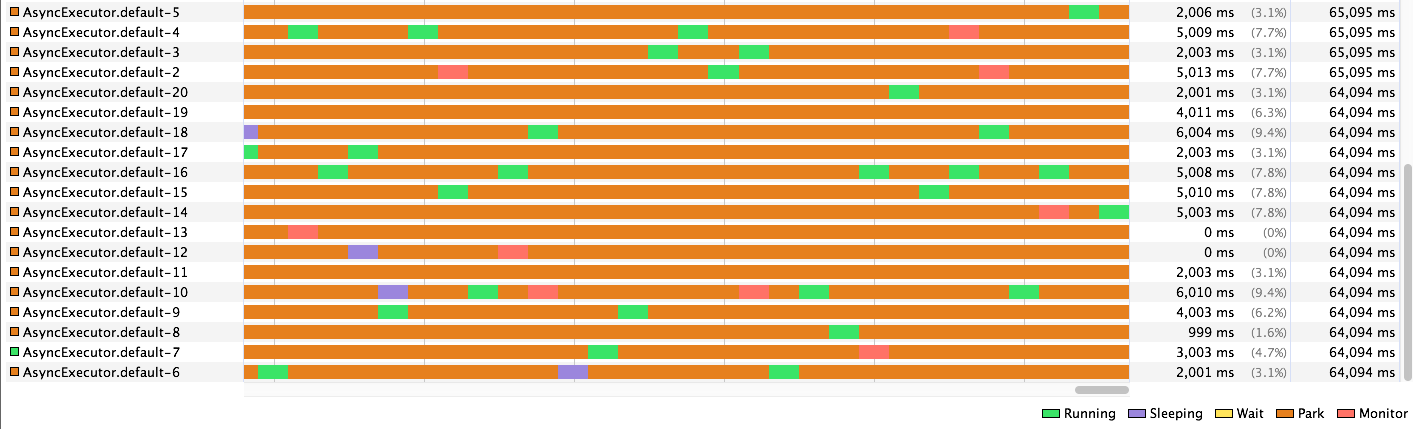 AsyncExecutor.default-5 2,006 ms (3.1%) 65,095 ms
AsyncExecutor.default-4 5,009 ms (7.7%) 65,095 ms
AsyncExecutor.default-3 2,003 ms (3.1%) 65,095 ms
AsyncExecutor.default-2 5,013 ms (7.7%) 65,095 ms
AsyncExecutor.default-20 2,001 ms (3.1%) 64,094 ms
AsyncExecutor.default-19 4,011 ms (6.3%) 64,094 ms
AsyncExecutor.default-18 6,004 ms (9.4%) 64,094 ms
AsyncExecutor.default-17 2,003 ms (3.1%) 64,094 ms
AsyncExecutor.default-16 5,008 ms (7.8%) 64,094 ms
AsyncExecutor.default-15 5,010 ms (7.8%) 64,094 ms
AsyncExecutor.default-14 5,003 ms (7.8%) 64,094 ms
AsyncExecutor.default-13 0 ms (0%) 64,094 ms
AsyncExecutor.default-12 0 ms (0%) 64,094 ms
AsyncExecutor.default-11 2,003 ms (3.1%) 64,094 ms
AsyncExecutor.default-10 6,010 ms (9.4%) 64,094 ms
AsyncExecutor.default-9 4,003 ms (6.2%) 64,094 ms
AsyncExecutor.default-8 999 ms (1.6%) 64,094 ms
AsyncExecutor.default-7 3,003 ms (4.7%) 64,094 ms
AsyncExecutor.default-6 2,001 ms (3.1%) 64,094 ms
Running Sleeping Wait Park Monitor